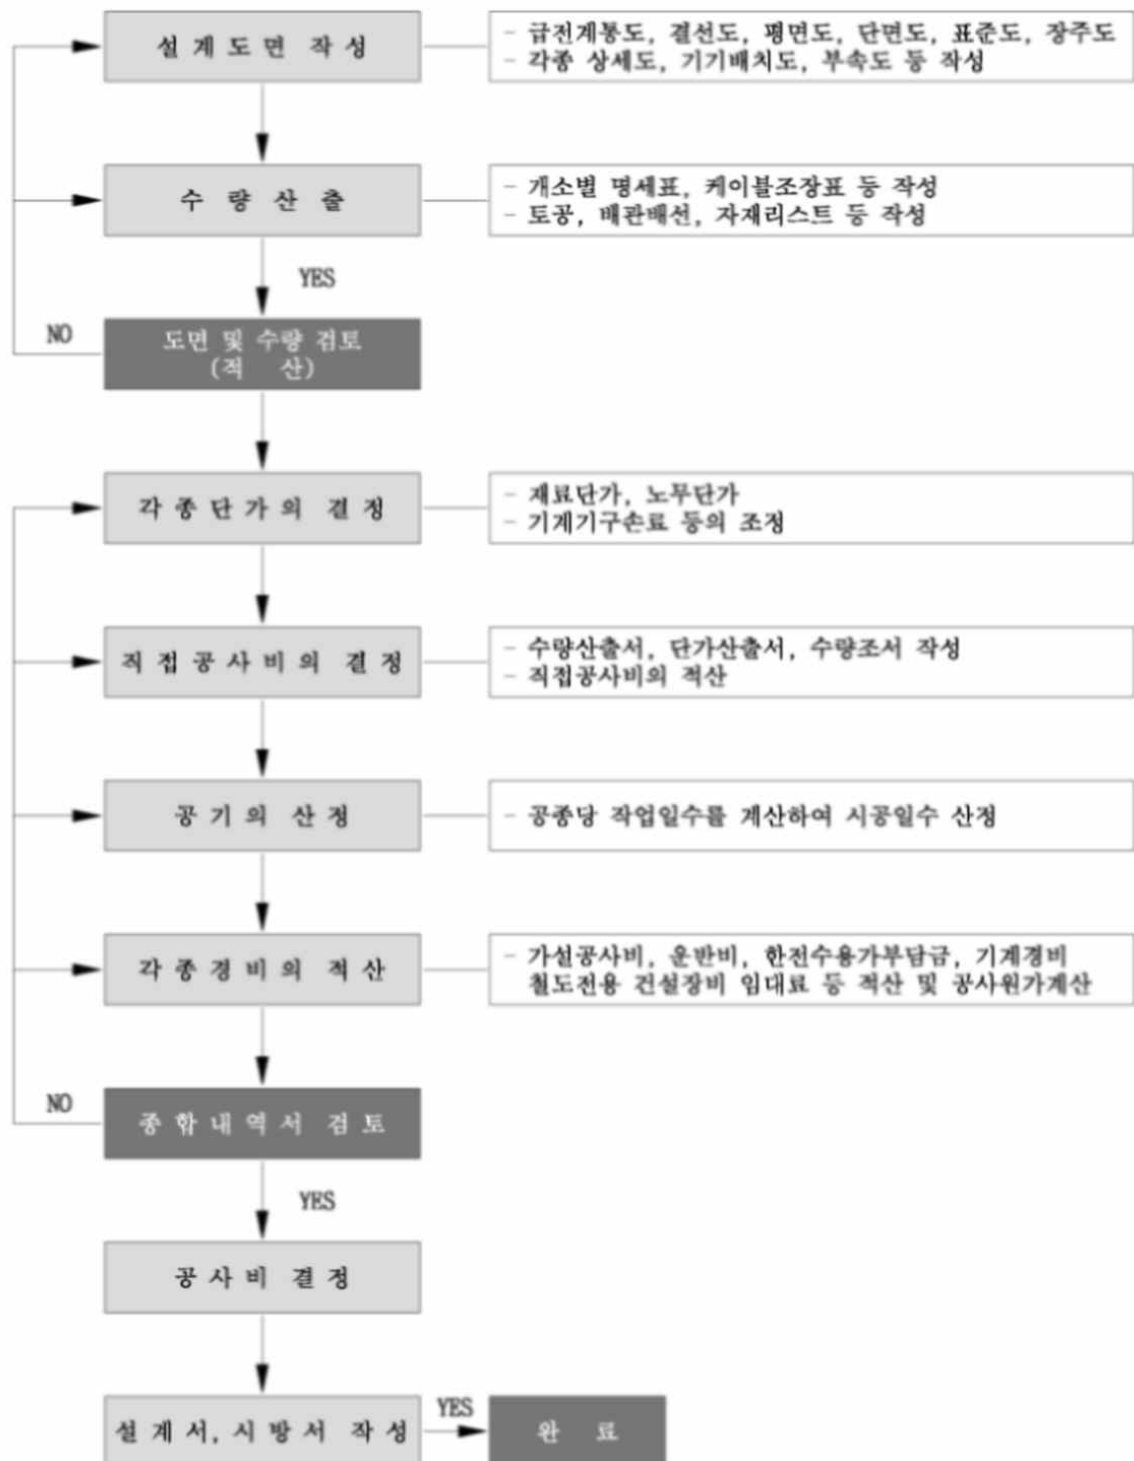 설계도면 작성
- 급전계통도, 결선도, 평면도, 단면도, 표준도, 장주도
- 각종 상세도, 기기배치도, 부속도 등 작성
수량산출
- 개소별 명세표, 케이블조장표 등 작성
- 토공, 배관배선, 자재리스트 등 작성
YES
NO
도면 및 수량 검토
(적 산)
각종단가의 결정
- 재료단가, 노무단가
- 기계기구손료 등의 조정
직접공사비의 결정
- 수량산출서, 단가산출서, 수량조서 작성
- 직접공사비의 적산
공기의 산정
- 공종당 작업일수를 계산하여 시공일수 산정
각종경비의 적산
- 가설공사비, 운반비, 한전수용가부담금, 기계경비
철도전용 건설장비 임대료 등 적산 및 공사원가계산
NO
종합내역서 검토
YES
공사비 결정
설계서, 시방서 작성
YES
완 료